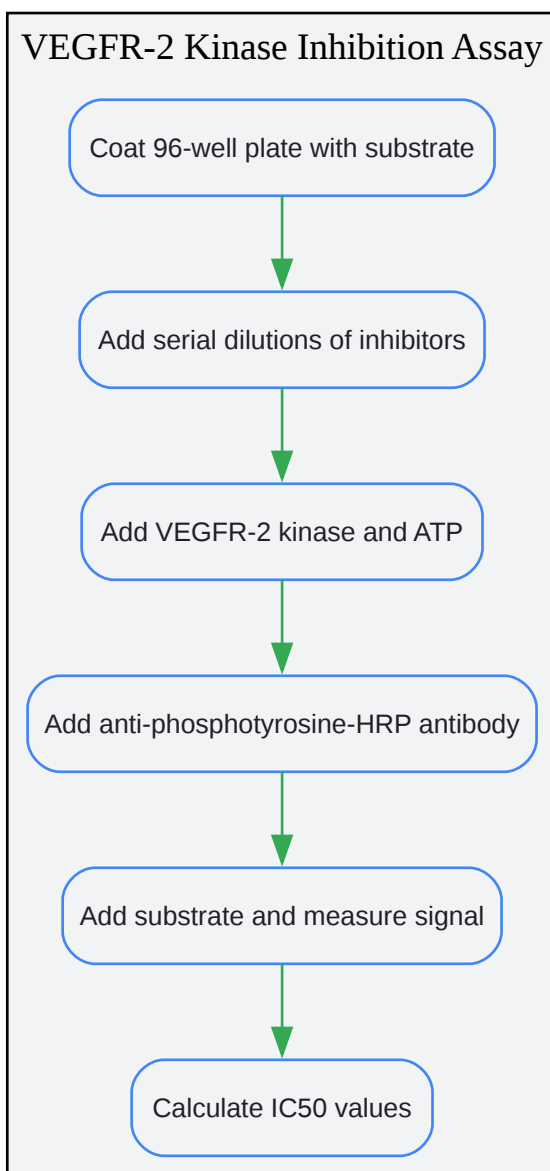 VEGFR-2 Kinase Inhibition Assay
Coat 96-well plate with substrate
Add serial dilutions of inhibitors
Add VEGFR-2 kinase and ATP
Add anti-phosphotyrosine-HRP antibody
Add substrate and measure signal
Calculate IC50 values